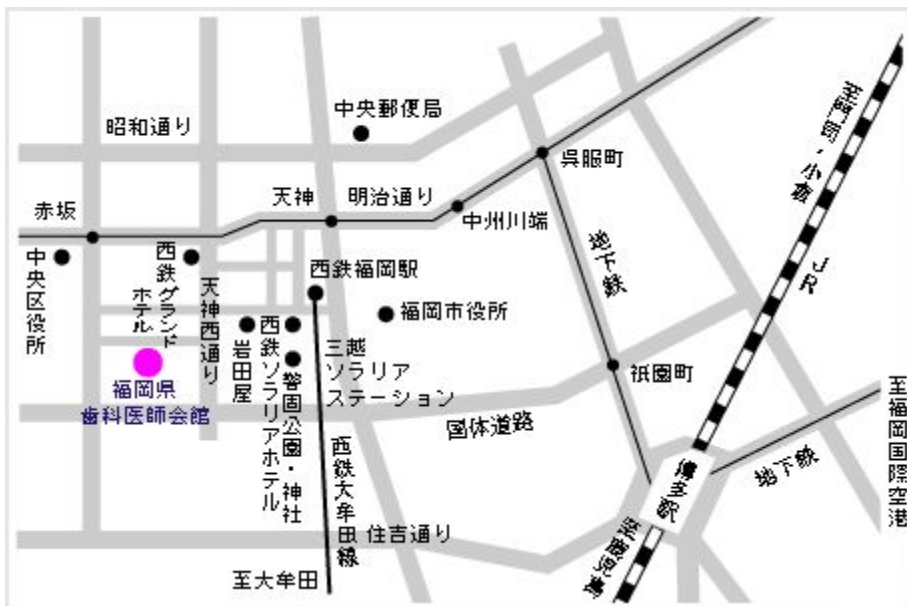 中央郵便局
昭和通り
呉服町
至門司・小倉
天神
明治通り
赤坂
中州川端
中央区役所
西鉄グランド
ホテル
天神西通り
西鉄福岡駅
地下鉄
JR
福岡市役所
岩田屋
西鉄ソラリアホテル
警固公園・神社
三越
ソラリア
ステーション
祇園町
福岡県
歯科医師会館
国体道路
至福岡国際空港
西鉄大牟田線
地下鉄
博多駅
住吉通り
至鹿児島
至大牟田